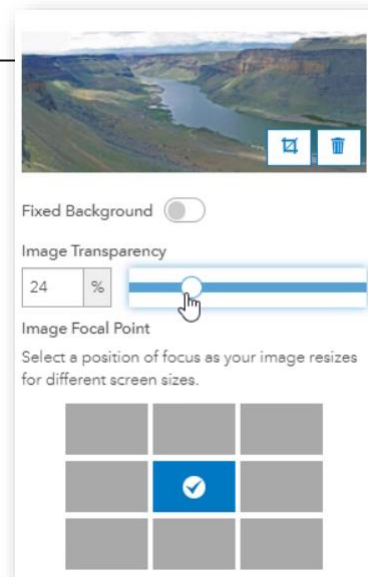 Fixed Background
Image Transparency
24 %
Image Focal Point
Select a position of focus as your image resizes
for different screen sizes.